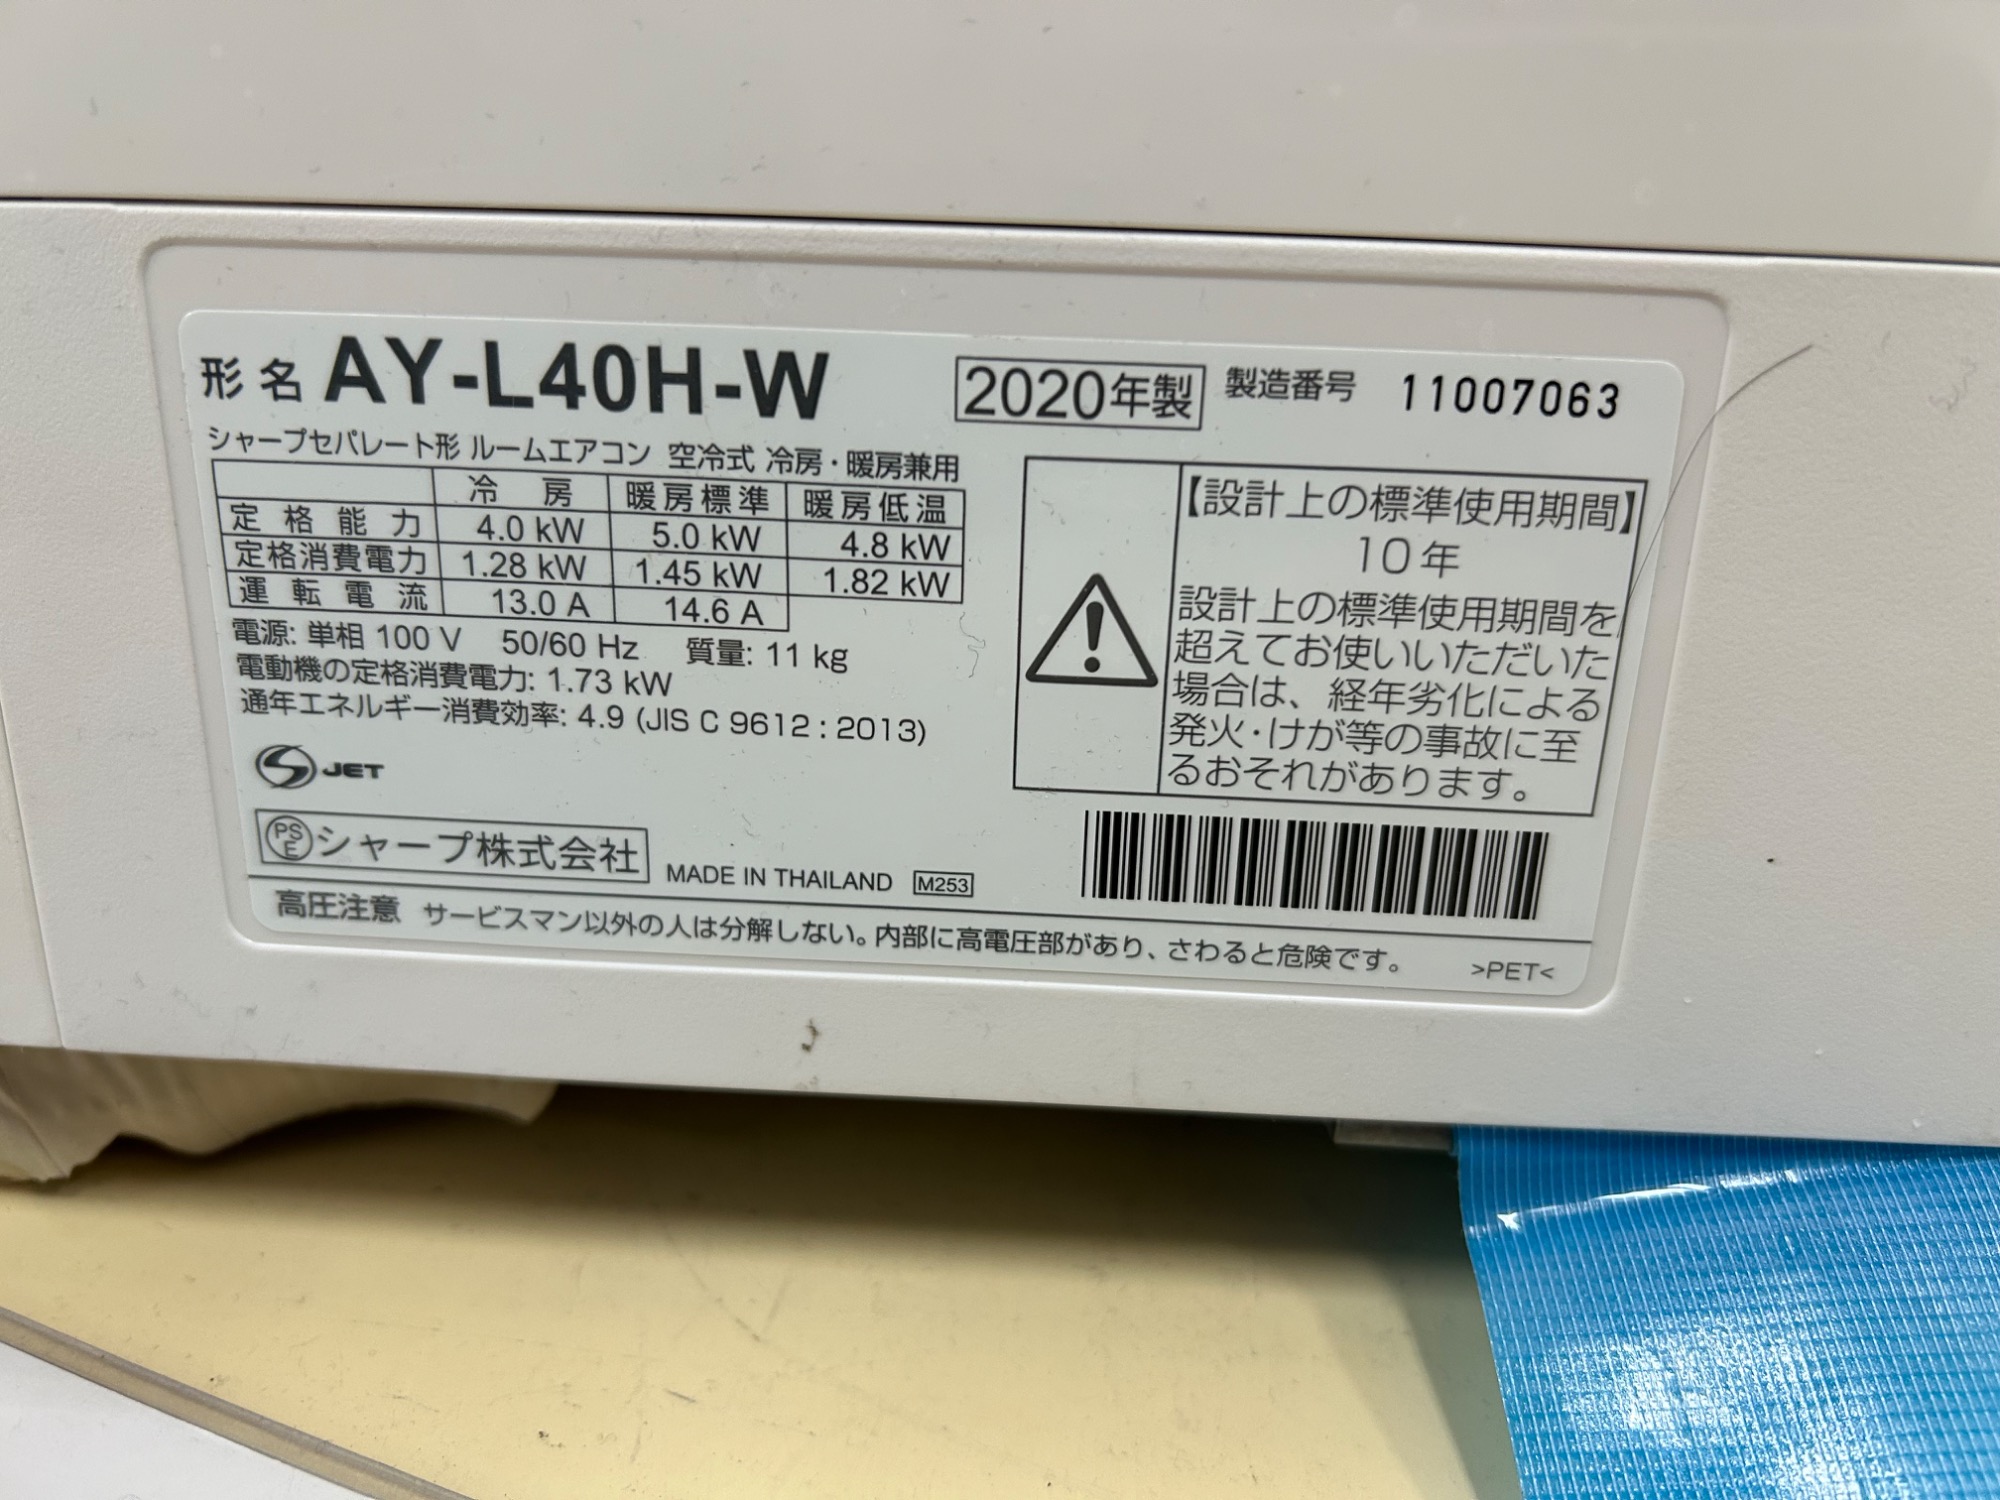 形名 AY-L40H-W
2020年製 製造番号 11007063
シャープセパレート形 ルームエアコン 空冷式 冷房・暖房兼用
冷房 暖房標準 暖房低温
定格能力 4.0 kW 5.0 kW 4.8 kW
定格消費電力 1.28 kW 1.45 kW 1.82 kW
運転電流 13.0 A 14.6 A
電源: 単相 100 V 50/60 Hz 質量: 11 kg
電動機の定格消費電力: 1.73 kW
通年エネルギー消費効率: 4.9 (JIS C 9612 : 2013)
S JET
PSE シャープ株式会社
MADE IN THAILAND M253
【設計上の標準使用期間】
10年
設計上の標準使用期間を
超えてお使いいただいた
場合は、経年劣化による
発火・けが等の事故に至
るおそれがあります。
高圧注意 サービスマン以外の人は分解しない。内部に高電圧部があり、さわると危険です。
>PET<